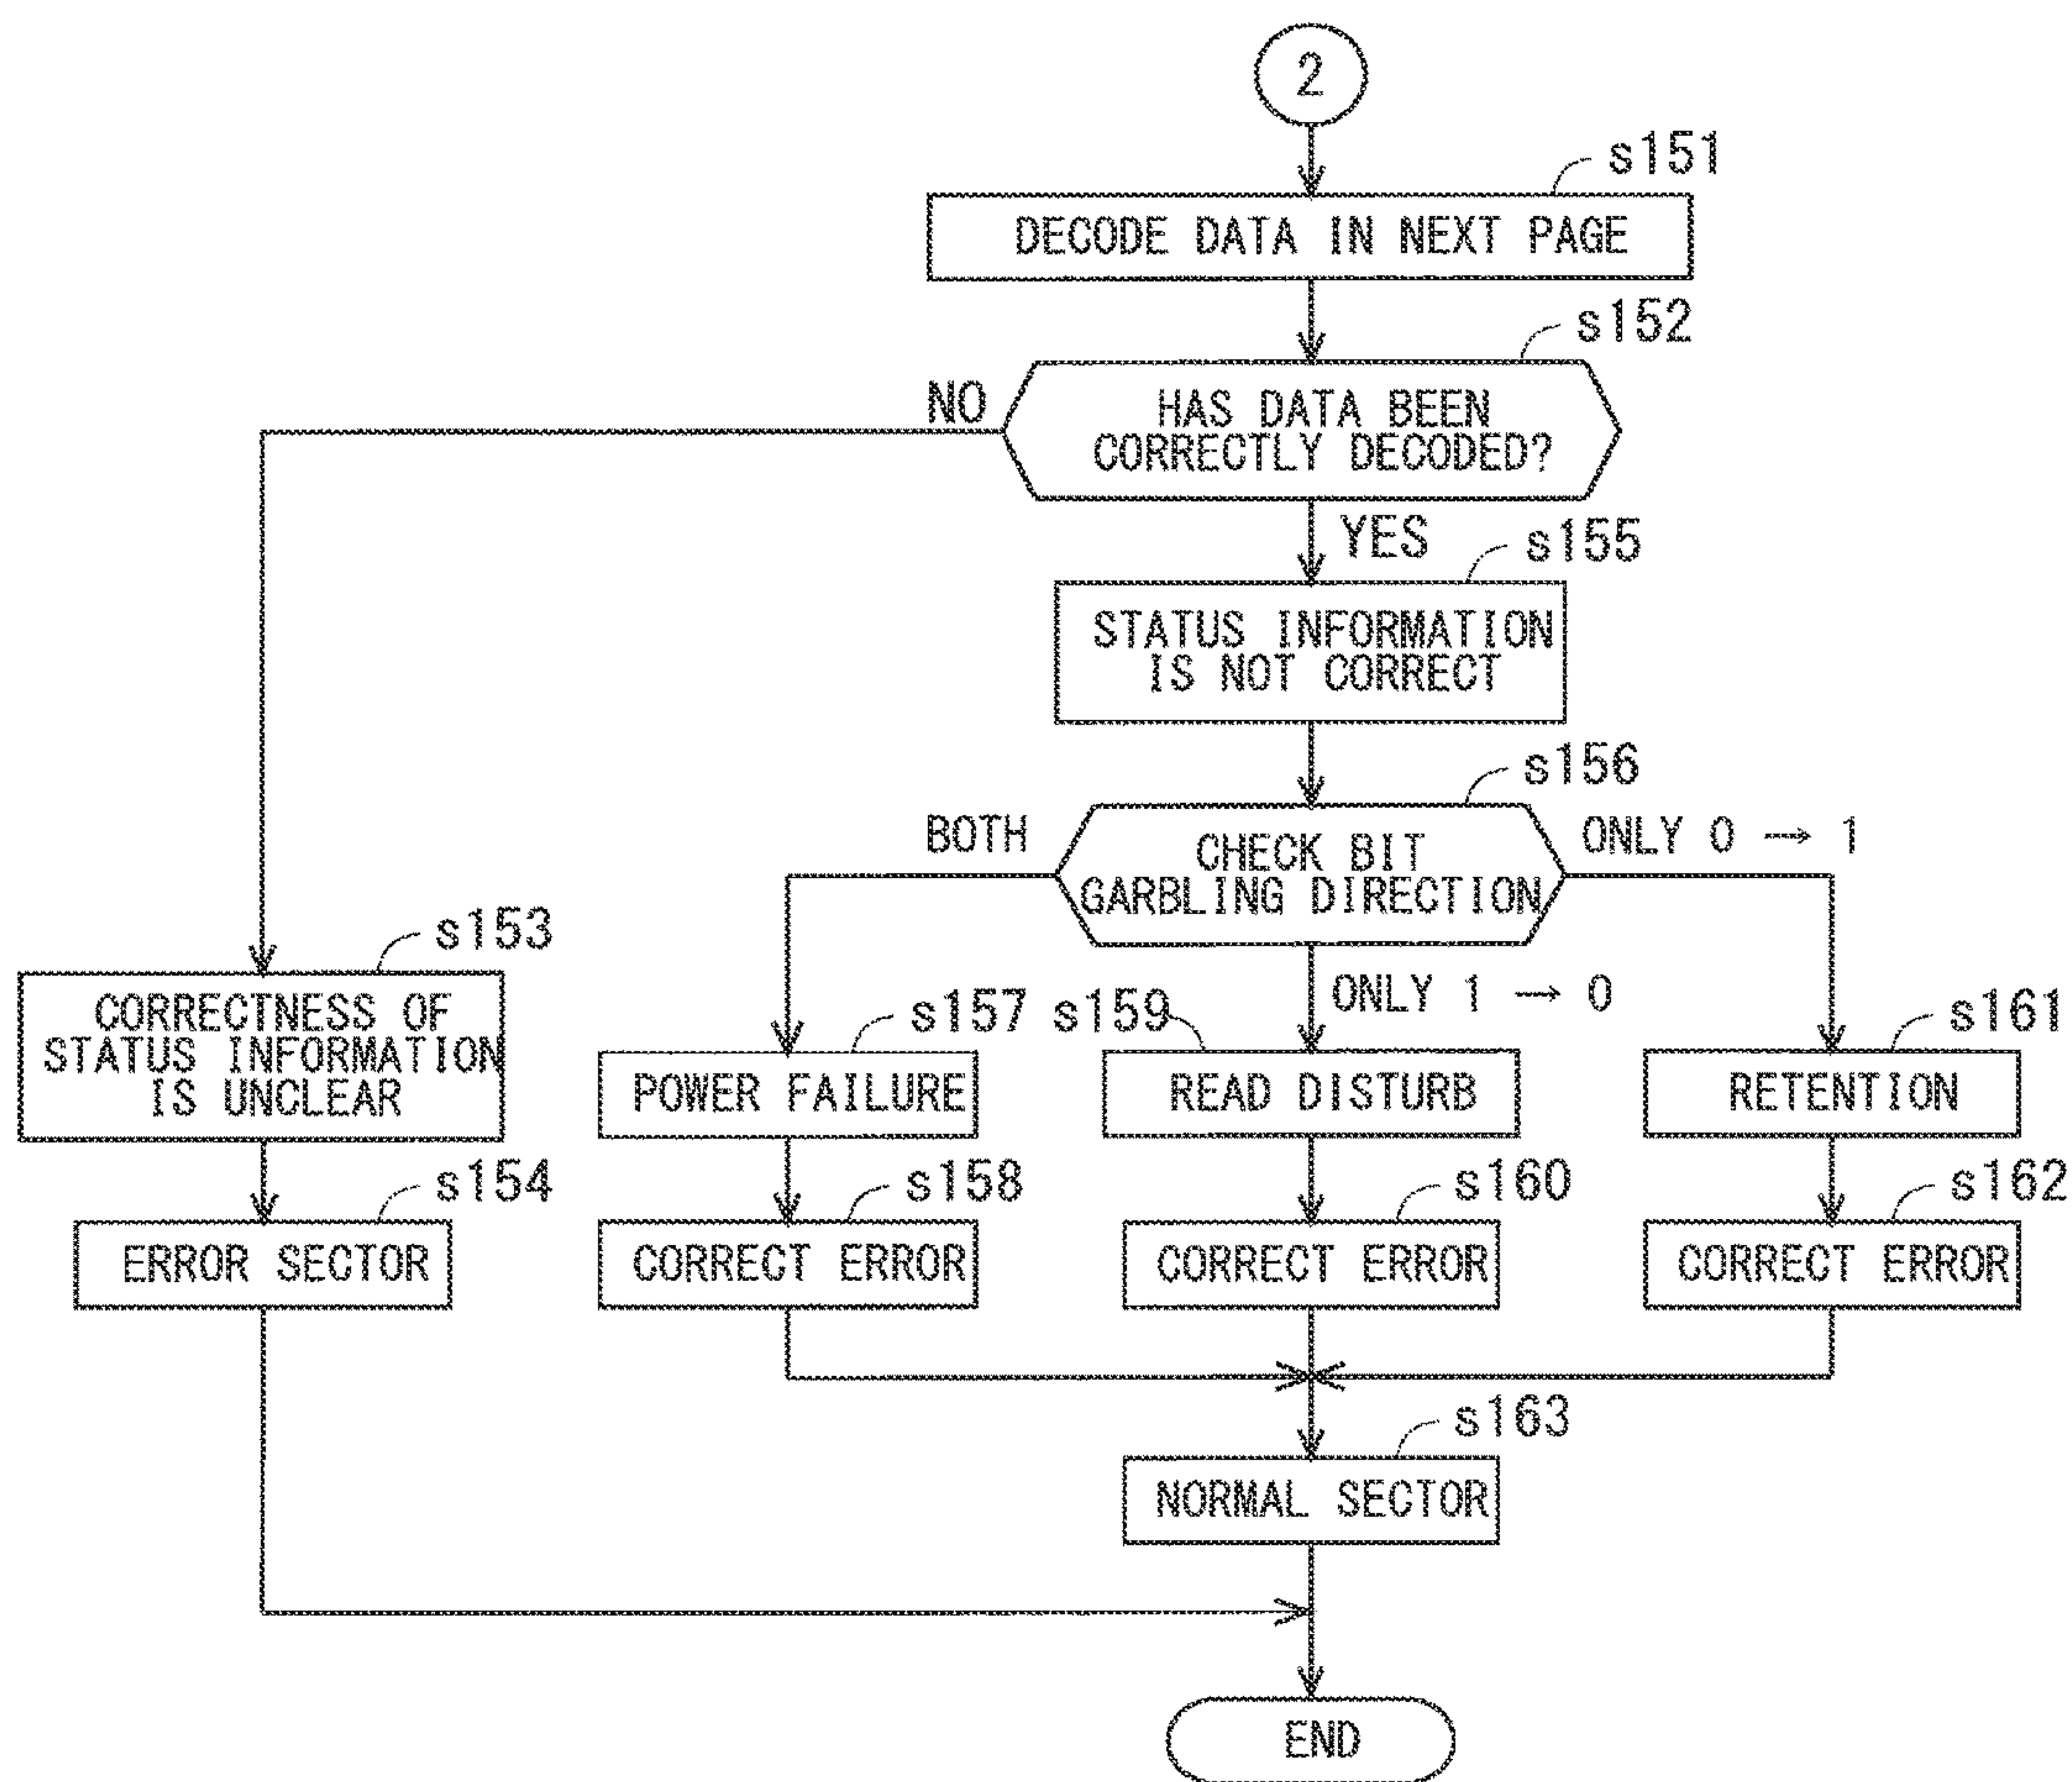 2
s151
DECODE DATA IN NEXT PAGE
s152
NO
HAS DATA BEEN
CORRECTLY DECODED?
YES
s155
STATUS INFORMATION
IS NOT CORRECT
s156
BOTH
CHECK BIT
GARBLING DIRECTION
ONLY 0 → 1
ONLY 1 → 0
s153
CORRECTNESS OF
STATUS INFORMATION
IS UNCLEAR
s157
POWER FAILURE
s159
READ DISTURB
s161
RETENTION
s154
ERROR SECTOR
s158
CORRECT ERROR
s160
CORRECT ERROR
s162
CORRECT ERROR
s163
NORMAL SECTOR
END